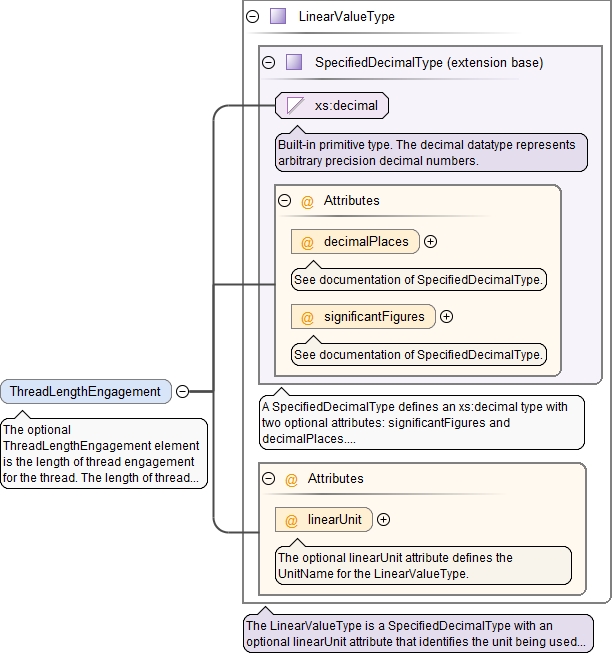 LinearValueType
SpecifiedDecimalType (extension base)
xs:decimal
Built-in primitive type. The decimal datatype represents
arbitrary precision decimal numbers.
@ Attributes
@ decimalPlaces
See documentation of SpecifiedDecimalType.
@ significantFigures
See documentation of SpecifiedDecimalType.
ThreadLengthEngagement
The optional
ThreadLengthEngagement element
is the length of thread engagement
for the thread. The length of thread...
A SpecifiedDecimalType defines an xs:decimal type with
two optional attributes: significantFigures and
decimalPlaces....
@ Attributes
@ linearUnit
The optional linearUnit attribute defines the
UnitName for the LinearValueType.
The LinearValueType is a SpecifiedDecimalType with an
optional linearUnit attribute that identifies the unit being used...